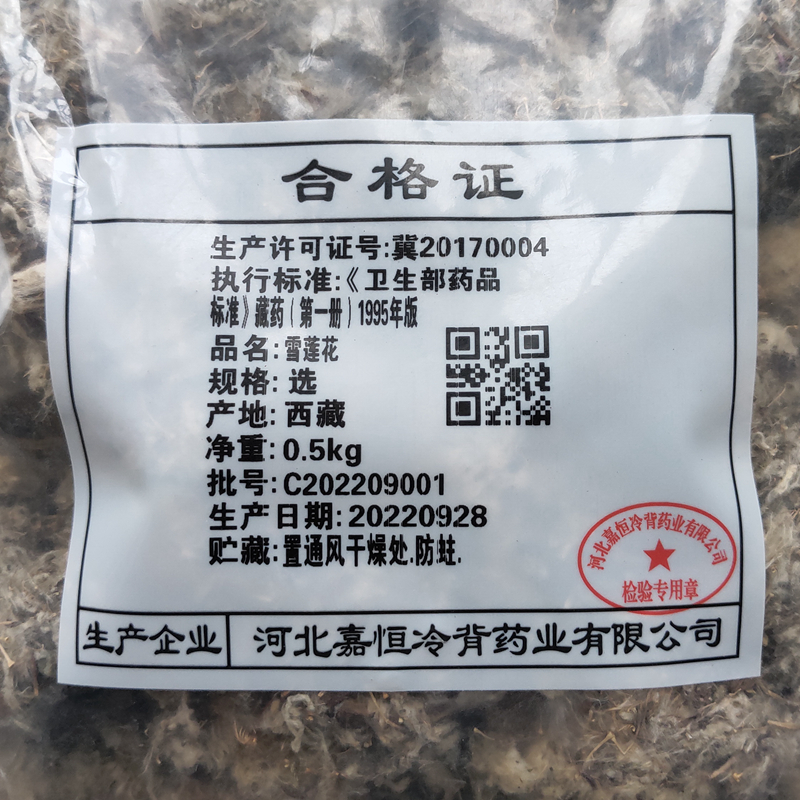 合格证
生产许可证号:冀20170004
执行标准:《卫生部药品
标准》藏药(第一册)1995年版
品名:雪莲花
规格:选
产地:西藏
净重:0.5kg
批号:C202209001
生产日期:20220928
贮藏:置通风干燥处.防蛀.
河北嘉恒冷背药业有限公司
检验专用章
生产企业 河北嘉恒冷背药业有限公司